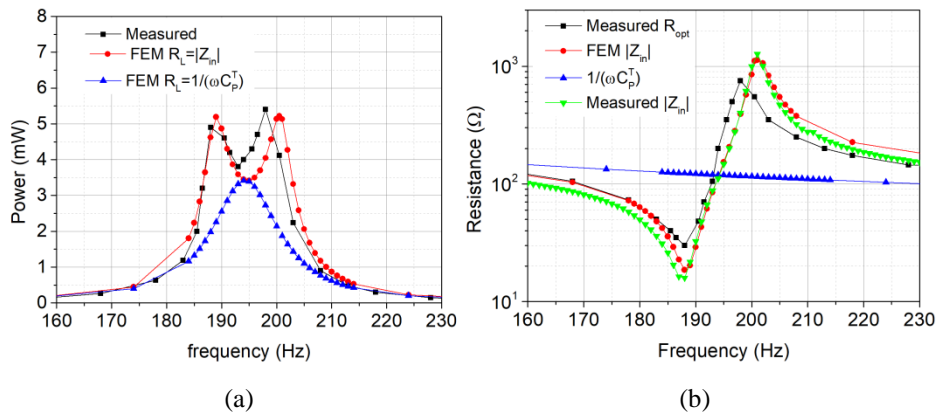 (a)
8
7
6
5
4
3
2
1
0
Power (mW)
Measured
FEM R_L=|Z_in|
FEM R_L=1/(ωC_P^T)
160 170 180 190 200 210 220 230
frequency (Hz)
(b)
10^3
10^2
10^1
Resistance (Ω)
Measured R_opt
FEM |Z_in|
1/(ωC_P^T)
Measured |Z_in|
160 170 180 190 200 210 220 230
Frequency (Hz)
(a)
(b)